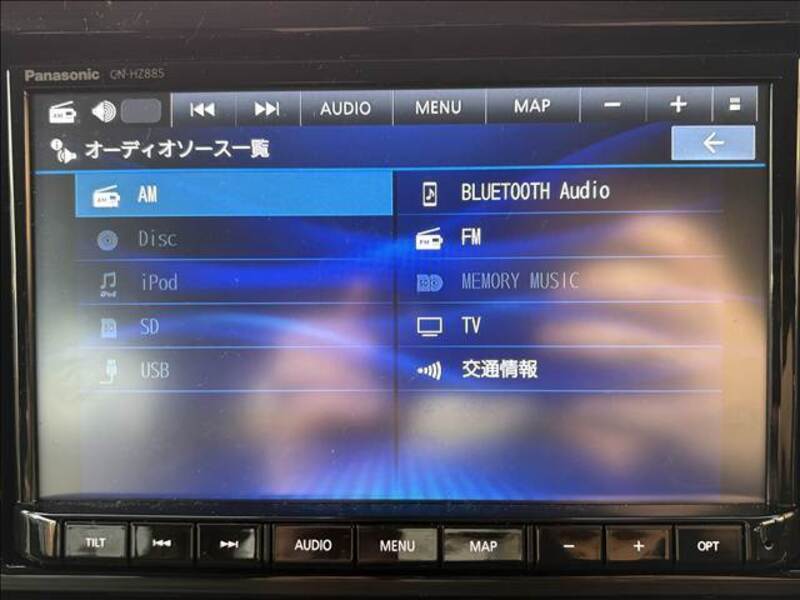 Panasonic CN-HZ885
AUDIO MENU MAP
オーディオソース一覧
AM
BLUETOOTH Audio
Disc
FM
iPod
MEMORY MUSIC
SD
TV
USB
交通情報
TILT AUDIO MENU MAP − + OPT